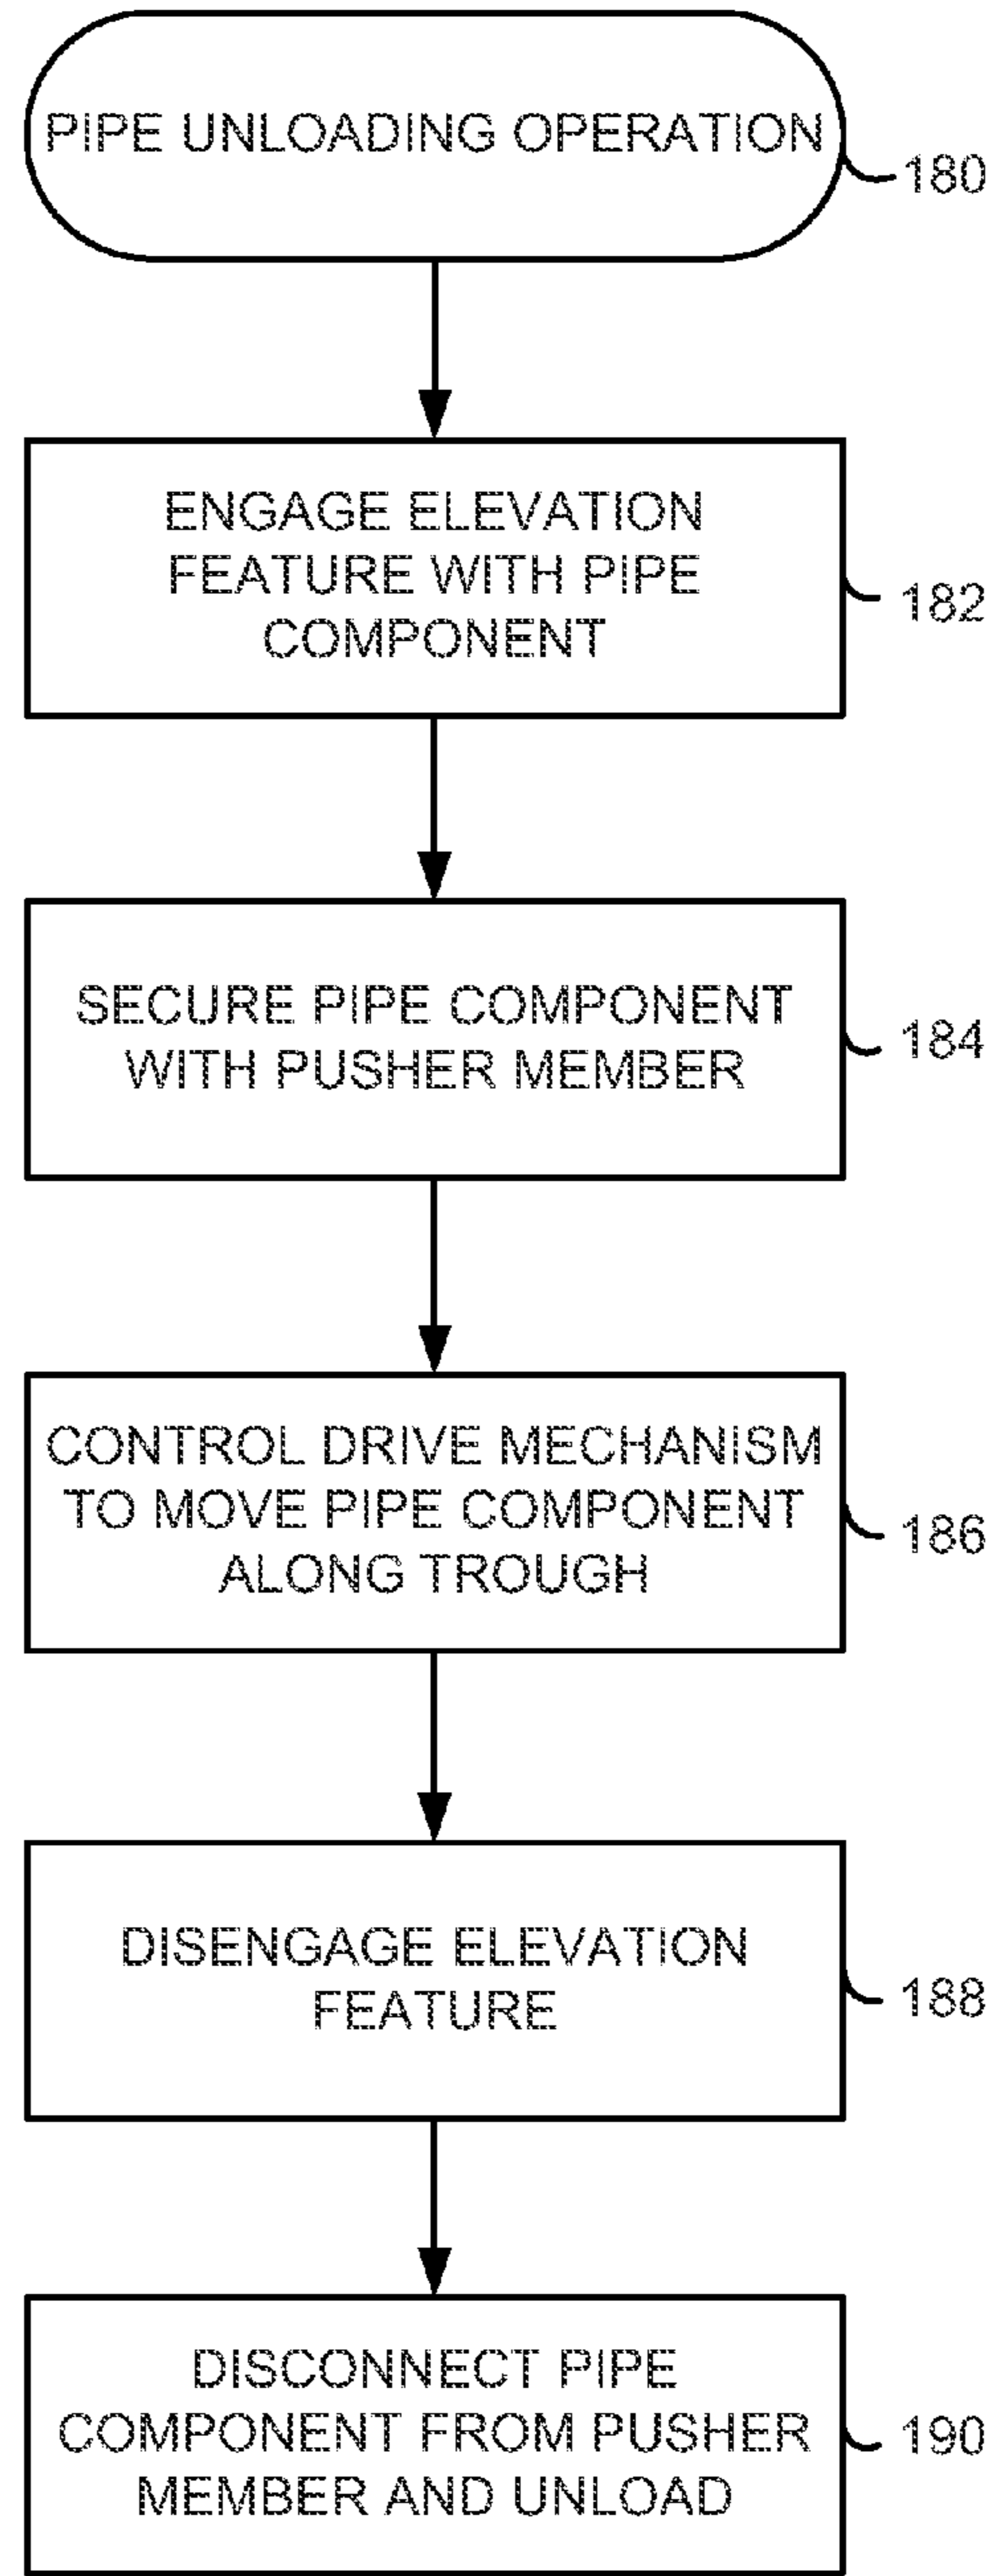 PIPE UNLOADING OPERATION
180
ENGAGE ELEVATION
FEATURE WITH PIPE
COMPONENT
182
SECURE PIPE COMPONENT
WITH PUSHER MEMBER
184
CONTROL DRIVE MECHANISM
TO MOVE PIPE COMPONENT
ALONG TROUGH
186
DISENGAGE ELEVATION
FEATURE
188
DISCONNECT PIPE
COMPONENT FROM PUSHER
MEMBER AND UNLOAD
190